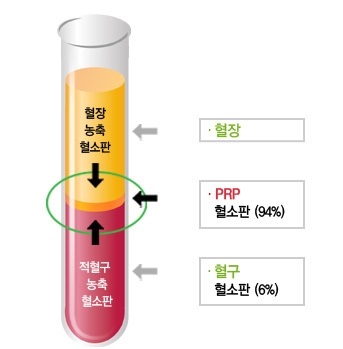 혈장
농축
혈소판
· 혈장
· PRP
혈소판 (94%)
적혈구
농축
혈소판
· 혈구
혈소판 (6%)